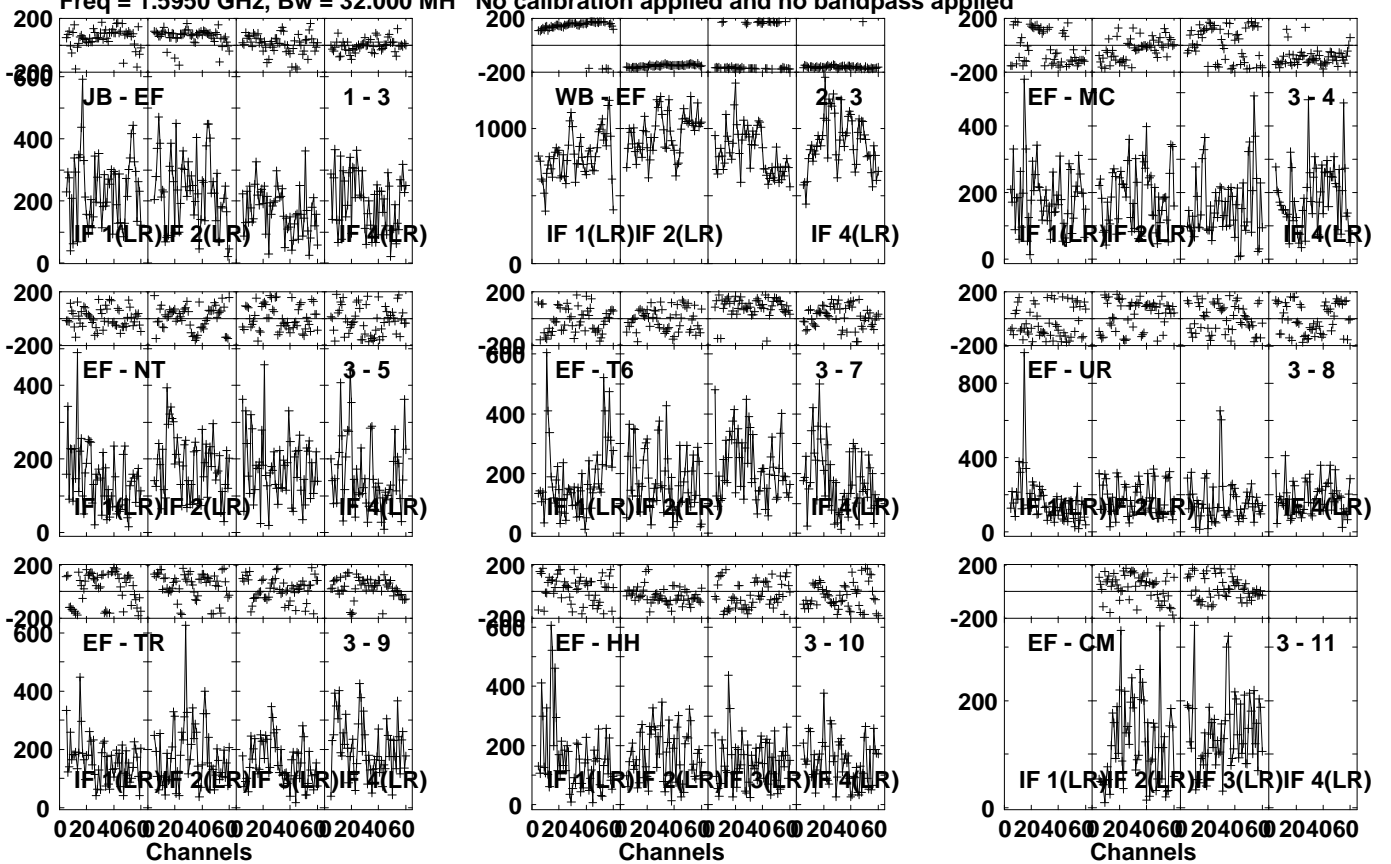 Freq = 1.5950 GHz, Bw = 32.000 MH No calibration applied and no bandpass applied
200
-200
600
JB - EF 1 - 3
400
200
IF 1(LR) IF 2(LR) IF 4(LR)
0
200
-200
WB - EF 2 - 3
1000
IF 1(LR) IF 2(LR) IF 4(LR)
0
200
-200
EF - MC 3 - 4
400
200
IF 1(LR) IF 2(LR) IF 4(LR)
0
200
-200
EF - NT 3 - 5
400
200
IF 1(LR) IF 2(LR) IF 4(LR)
0
200
-200
600
EF - T6 3 - 7
400
200
IF 1(LR) IF 2(LR) IF 4(LR)
0
200
-200
EF - UR 3 - 8
800
400
IF 1(LR) IF 2(LR) IF 4(LR)
0
200
-200
600
EF - TR 3 - 9
400
200
IF 1(LR) IF 2(LR) IF 3(LR) IF 4(LR)
0
0 20 40 60 0 20 40 60 0 20 40 60 0 20 40 60
Channels
200
-200
600
EF - HH 3 - 10
400
200
IF 1(LR) IF 2(LR) IF 3(LR) IF 4(LR)
0
0 20 40 60 0 20 40 60 0 20 40 60 0 20 40 60
Channels
200
-200
EF - CM 3 - 11
200
IF 1(LR) IF 2(LR) IF 3(LR) IF 4(LR)
0
0 20 40 60 0 20 40 60 0 20 40 60 0 20 40 60
Channels